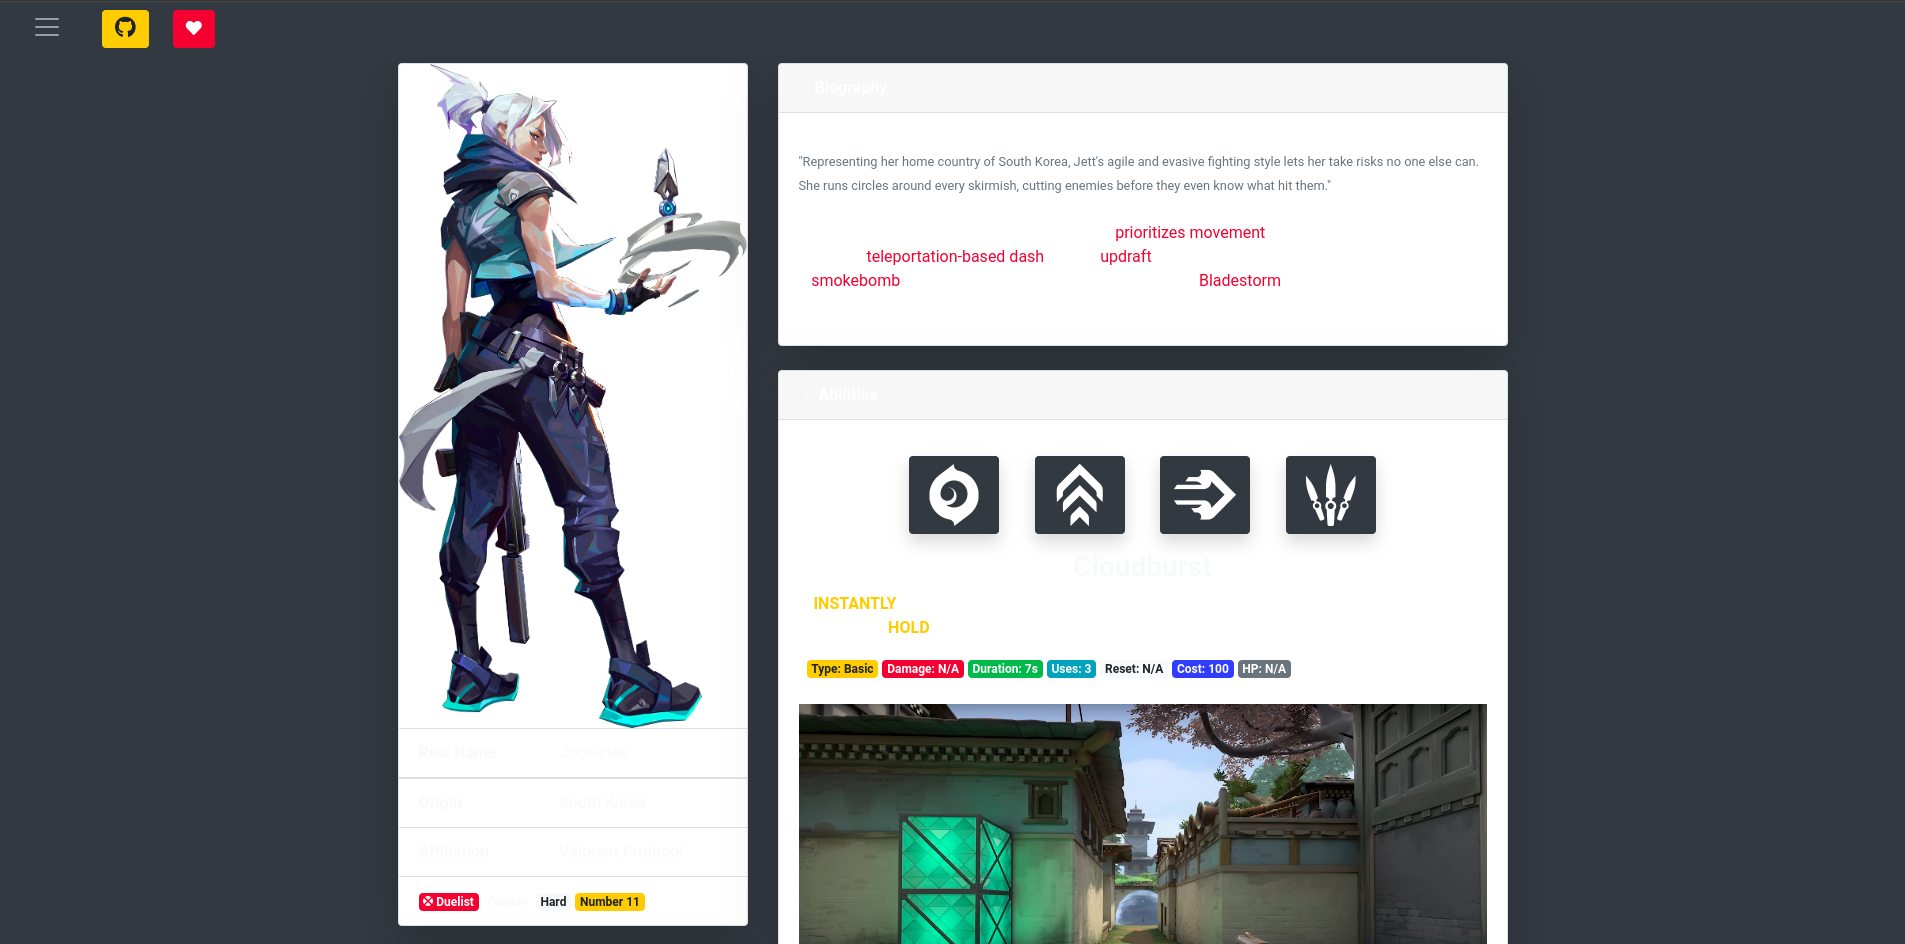 Biography
"Representing her home country of South Korea, Jett's agile and evasive fighting style lets her take risks no one else can.
She runs circles around every skirmish, cutting enemies before they even know what hit them."
prioritizes movement
teleportation-based dash updraft
smokebomb Bladestorm
Abilities
Cloudburst
INSTANTLY
HOLD
Type: Basic Damage: N/A Duration: 7s Uses: 3 Reset: N/A Cost: 100 HP: N/A
Real Name Joon-Hee
Origin South Korea
Affiliation Valorant Protocol
Duelist Female Hard Number 11